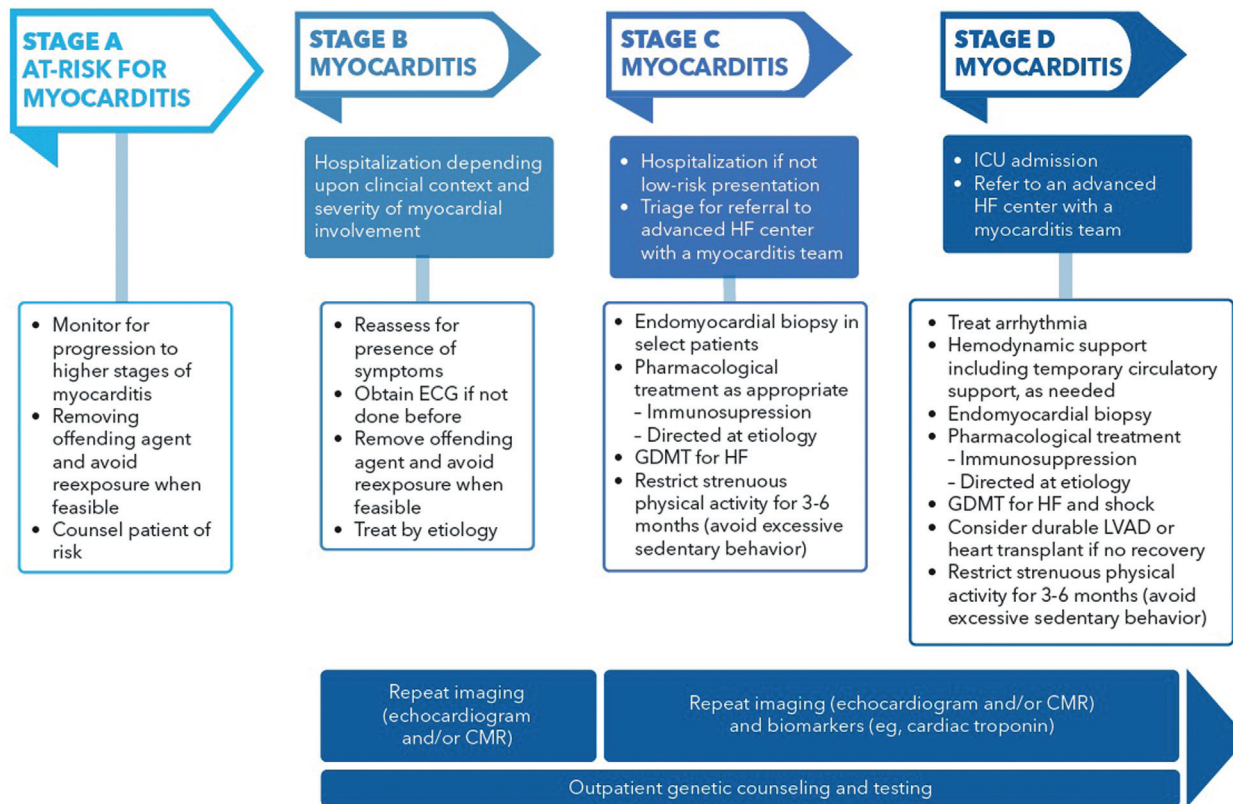 STAGE A
AT-RISK FOR
MYOCARDITIS
STAGE B
MYOCARDITIS
STAGE C
MYOCARDITIS
STAGE D
MYOCARDITIS
Hospitalization depending
upon clincial context and
severity of myocardial
involvement
• Hospitalization if not
low-risk presentation
• Triage for referral to
advanced HF center
with a myocarditis team
• ICU admission
• Refer to an advanced
HF center with a
myocarditis team
• Monitor for
progression to
higher stages of
myocarditis
• Removing
offending agent
and avoid
reexposure when
feasible
• Counsel patient of
risk
• Reassess for
presence of
symptoms
• Obtain ECG if not
done before
• Remove offending
agent and avoid
reexposure when
feasible
• Treat by etiology
• Endomyocardial biopsy in
select patients
• Pharmacological
treatment as appropriate
– Immunosupression
– Directed at etiology
• GDMT for HF
• Restrict strenuous
physical activity for 3-6
months (avoid excessive
sedentary behavior)
• Treat arrhythmia
• Hemodynamic support
including temporary circulatory
support, as needed
• Endomyocardial biopsy
• Pharmacological treatment
– Immunosuppression
– Directed at etiology
• GDMT for HF and shock
• Consider durable LVAD or
heart transplant if no recovery
• Restrict strenuous physical
activity for 3-6 months (avoid
excessive sedentary behavior)
Repeat imaging
(echocardiogram
and/or CMR)
Repeat imaging (echocardiogram and/or CMR)
and biomarkers (eg, cardiac troponin)
Outpatient genetic counseling and testing